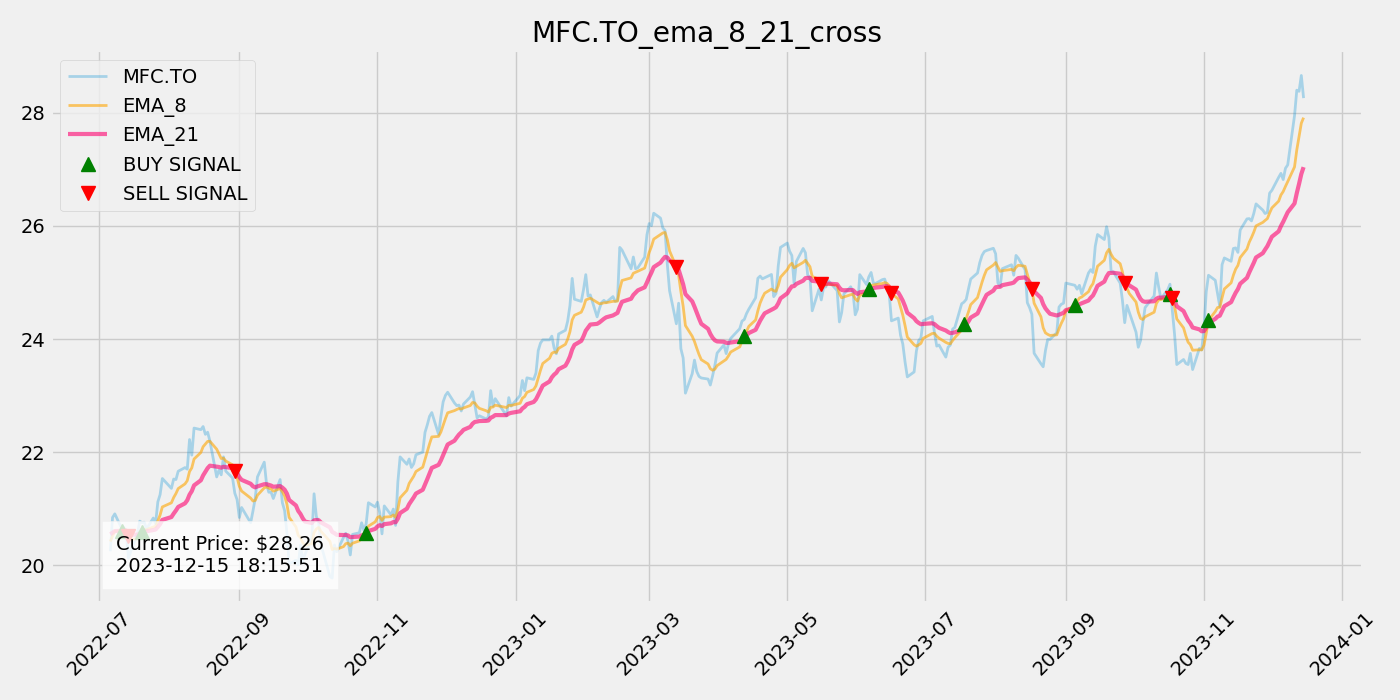 MFC.TO_ema_8_21_cross
MFC.TO
EMA_8
EMA_21
BUY SIGNAL
SELL SIGNAL
28
26
24
22
20
Current Price: $28.26
2023-12-15 18:15:51
2022-07
2022-09
2022-11
2023-01
2023-03
2023-05
2023-07
2023-09
2023-11
2024-01